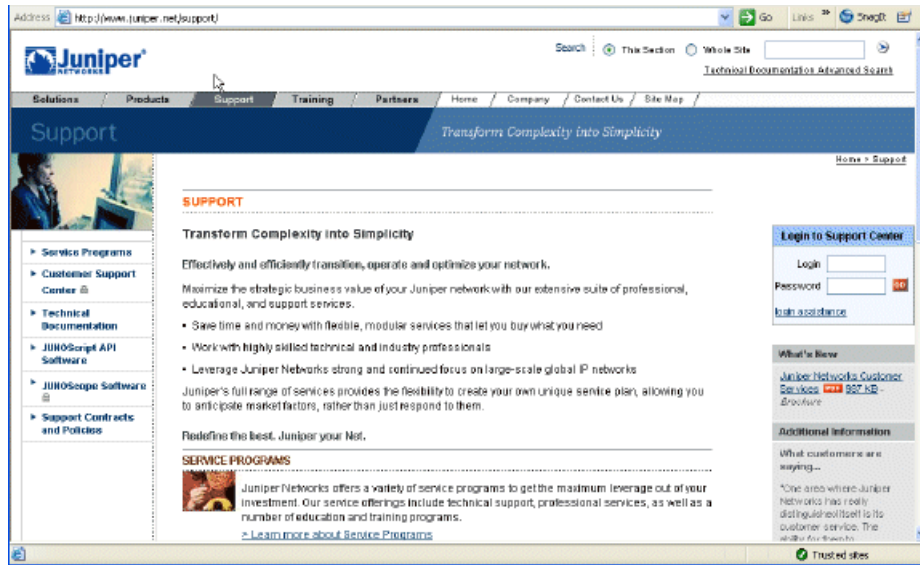 Address http://www.juniper.net/support/ Go Links » SnagIt
Juniper
NETWORKS
Search This Section Whole Site
Technical Documentation Advanced Search
Solutions / Products / Support / Training / Partners / Home / Company / Contact Us / Site Map /
Support
Transform Complexity into Simplicity
Home > Support
Service Programs
Customer Support
Center
Technical
Documentation
JUNOScript API
Software
JUNOScope Software
Support Contracts
and Policies
SUPPORT
Transform Complexity into Simplicity
Effectively and efficiently transition, operate and optimize your network.
Maximize the strategic business value of your Juniper network with our extensive suite of professional,
educational, and support services.
• Save time and money with flexible, modular services that let you buy what you need
• Work with highly skilled technical and industry professionals
• Leverage Juniper Networks strong and continued focus on large-scale global IP networks
Juniper's full range of services provides the flexibility to create your own unique service plan, allowing you
to anticipate market factors, rather than just respond to them.
Redefine the best. Juniper your Net.
SERVICE PROGRAMS
Juniper Networks offers a variety of service programs to get the maximum leverage out of your
investment. Our service offerings include technical support, professional services, as well as a
number of education and training programs.
> Learn more about Service Programs
Login to Support Center
Login
Password GO
login assistance
What's New
Juniper Networks Customer
Services 987 KB -
Brochure
Additional Information
What customers are
saying...
"One area where Juniper
Networks has really
distinguished itself is its
customer service. The
ability for them to
Trusted sites